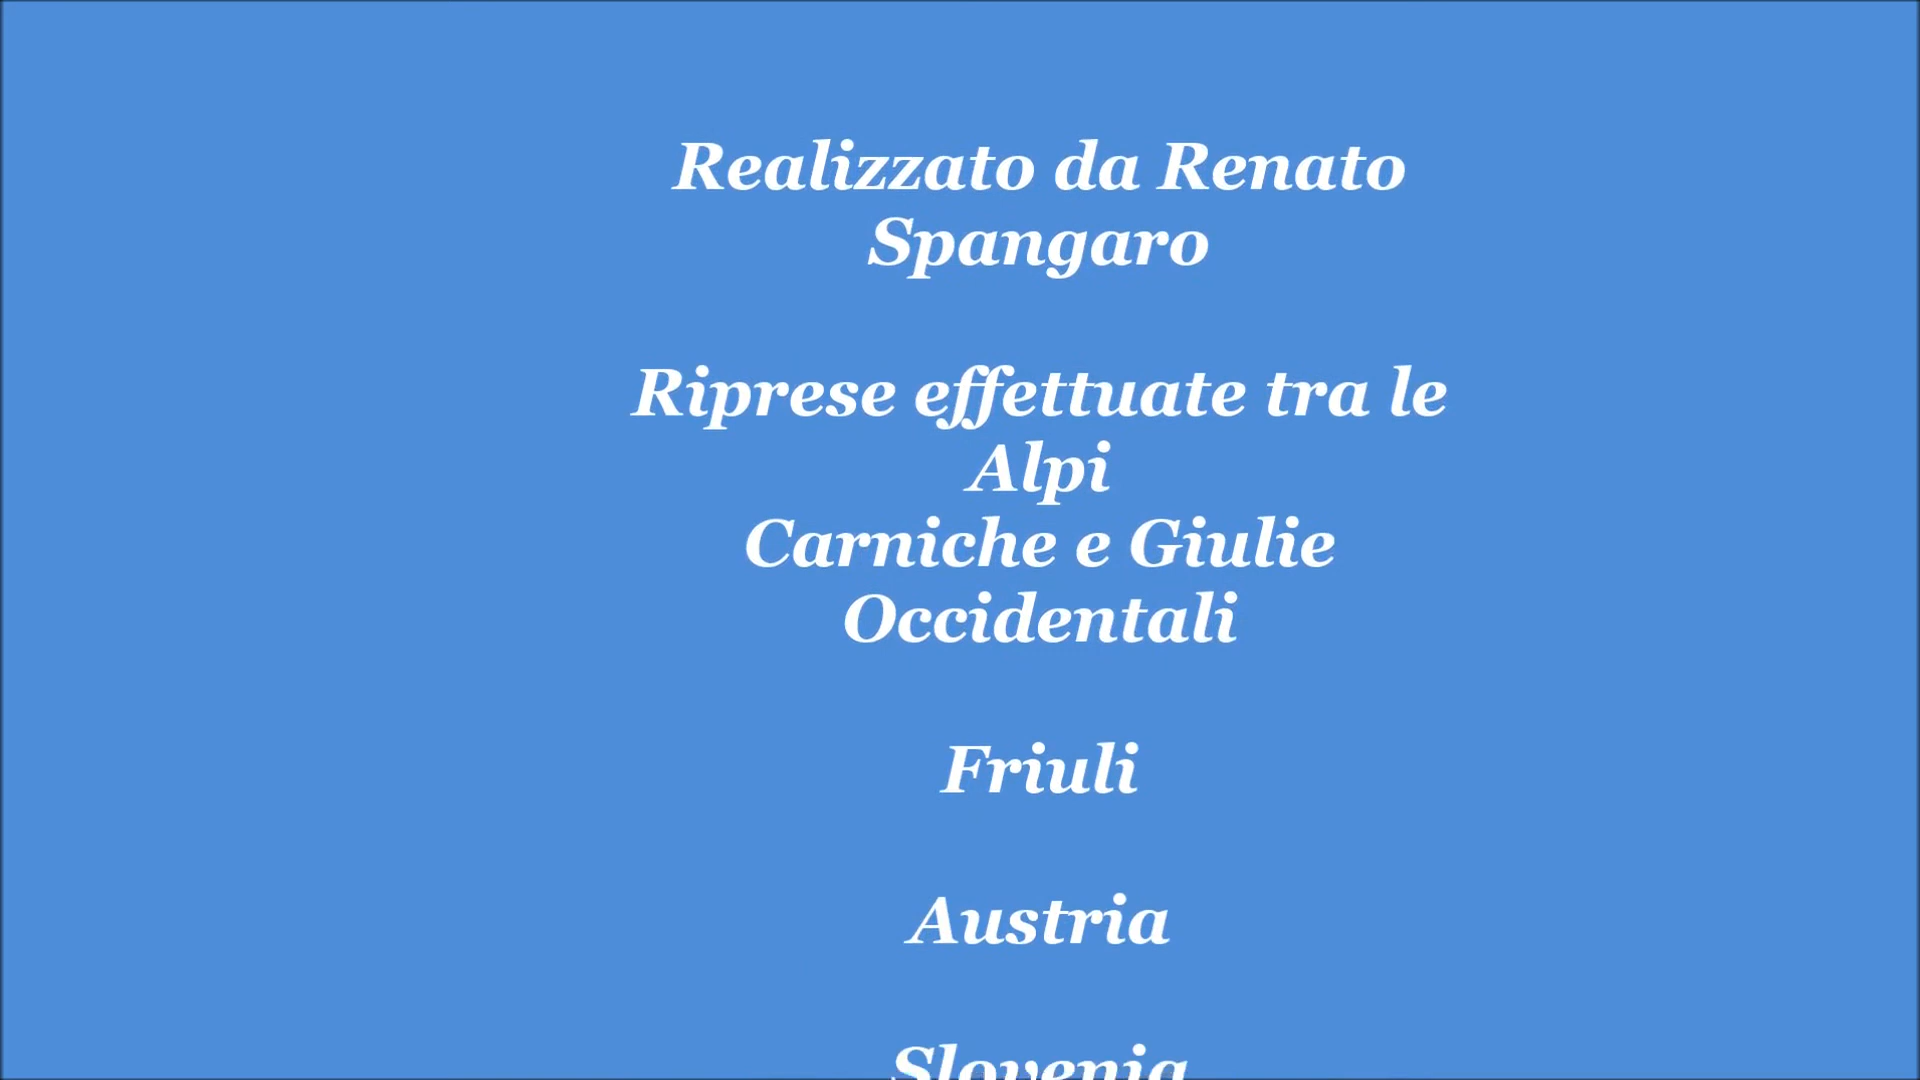 Realizzato da Renato
Spangaro
Riprese effettuate tra le
Alpi
Carniche e Giulie
Occidentali
Friuli
Austria
Slovenia